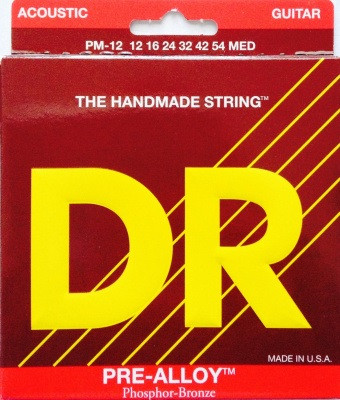 ACOUSTIC GUITAR
PM-12 12 16 24 32 42 54 MED
THE HANDMADE STRING™
DR
MADE IN U.S.A.
PRE-ALLOY™
Phosphor-Bronze